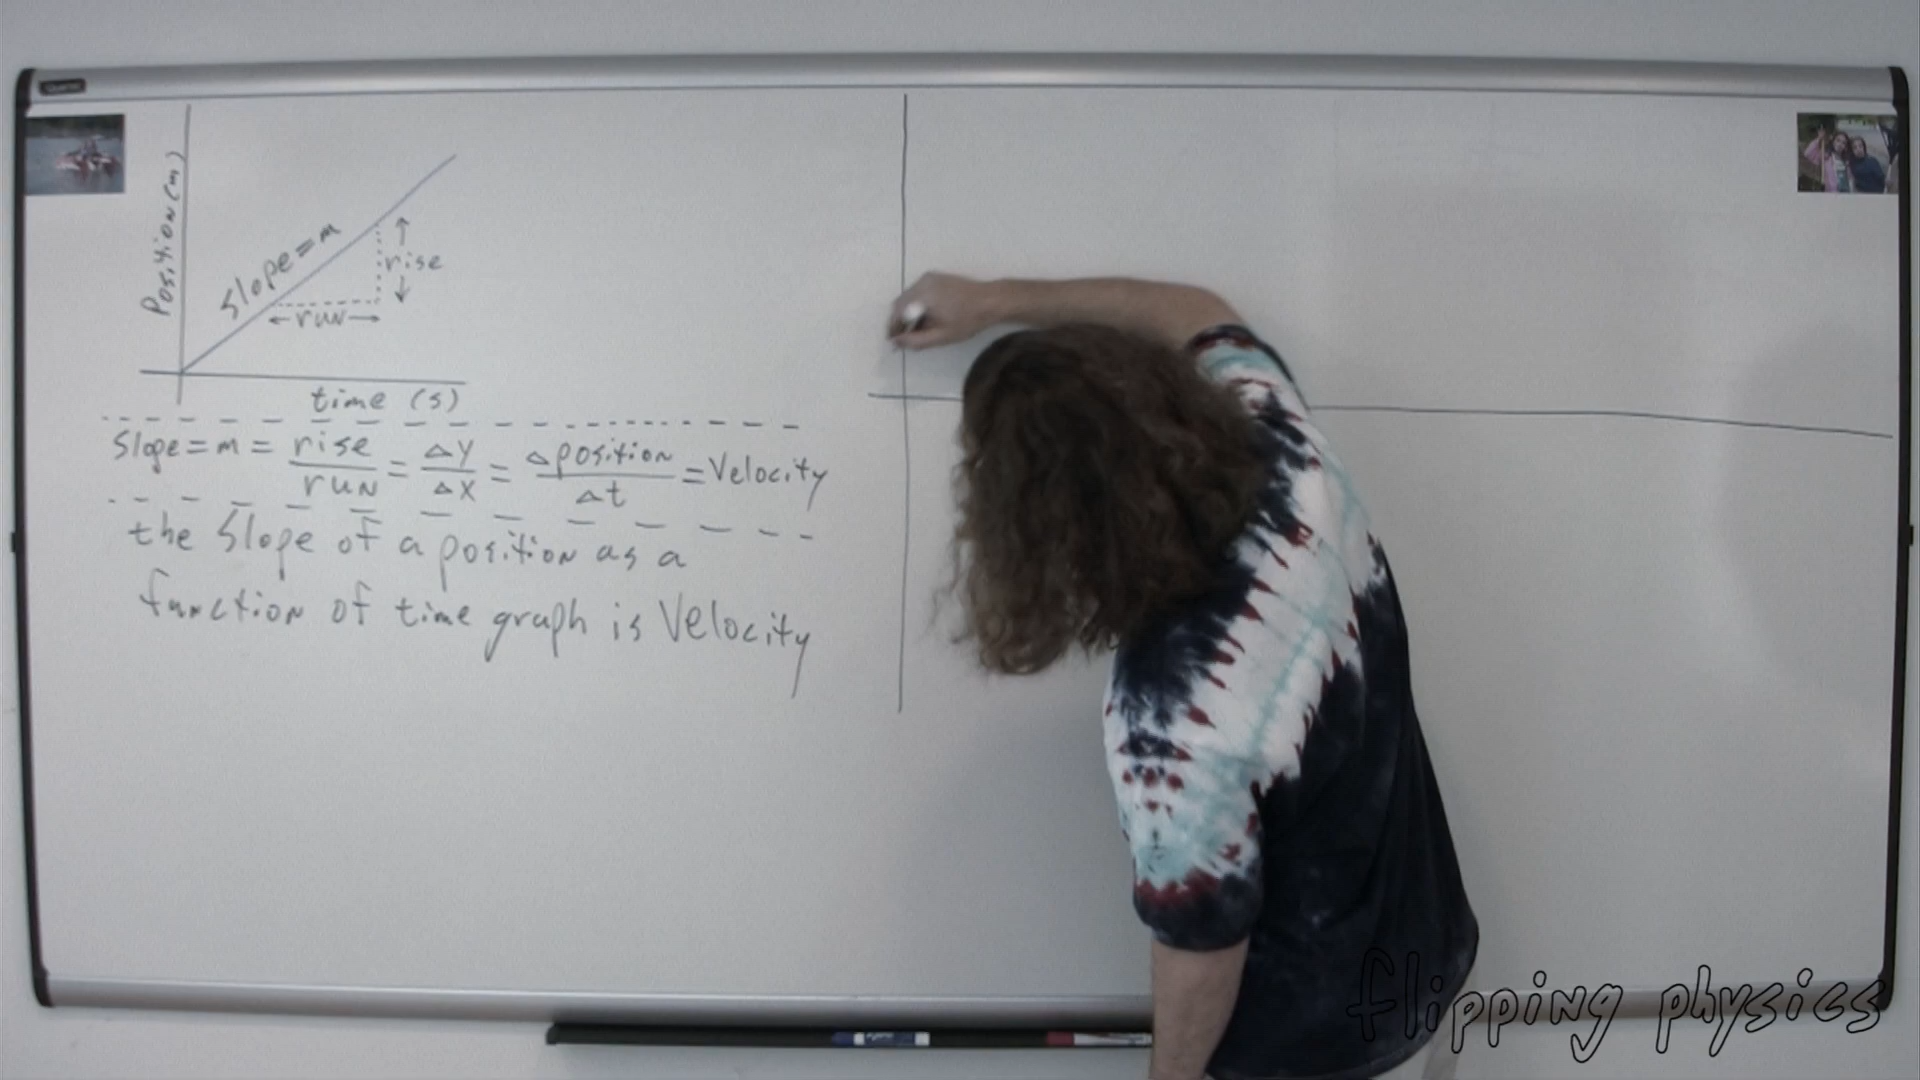 Position (m)
Slope = m
rise
run
time (s)
Slope = m = rise/run = Δy/Δx = Δposition/Δt = Velocity
the slope of a position as a
function of time graph is velocity
flipping physics